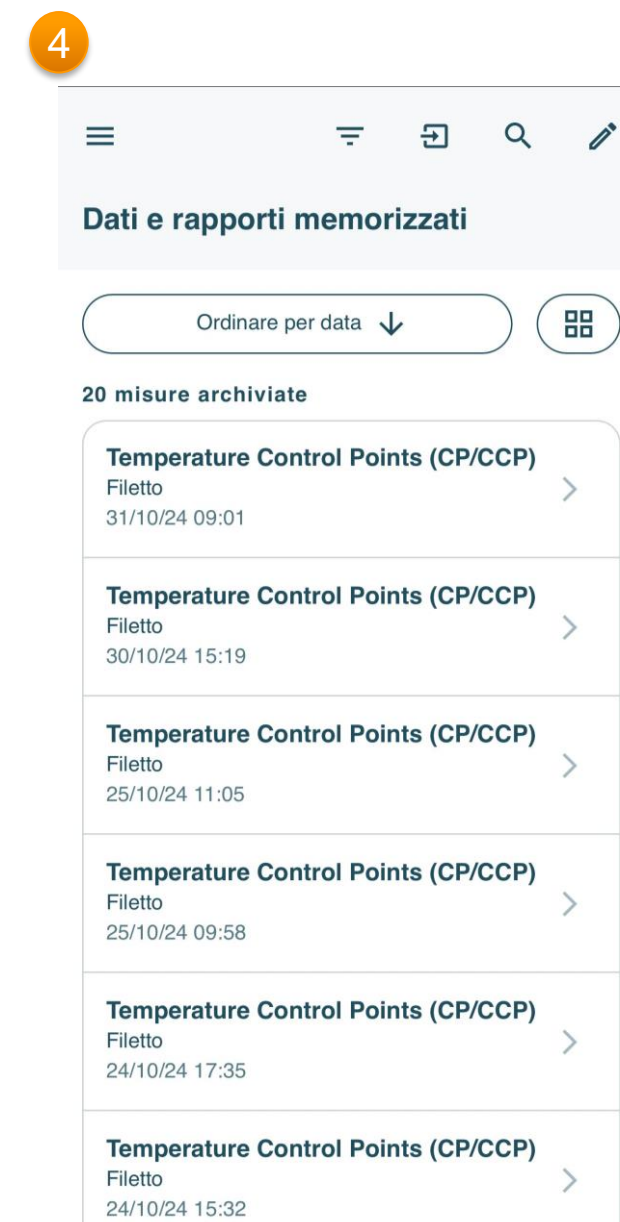 4
Dati e rapporti memorizzati
Ordinare per data
20 misure archiviate
Temperature Control Points (CP/CCP)
Filetto
31/10/24 09:01
Temperature Control Points (CP/CCP)
Filetto
30/10/24 15:19
Temperature Control Points (CP/CCP)
Filetto
25/10/24 11:05
Temperature Control Points (CP/CCP)
Filetto
25/10/24 09:58
Temperature Control Points (CP/CCP)
Filetto
24/10/24 17:35
Temperature Control Points (CP/CCP)
Filetto
24/10/24 15:32